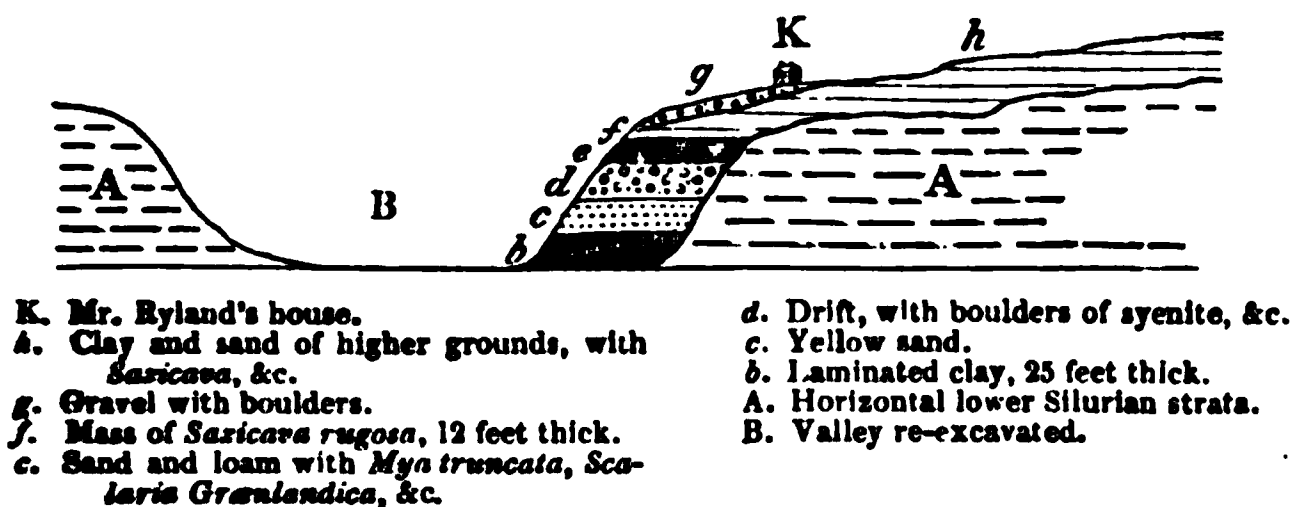 K
h
g
f
e
d
c
b
A
B
A
K. Mr. Ryland's house.
h. Clay and sand of higher grounds, with
Saxicava, &c.
g. Gravel with boulders.
f. Mass of Saxicava rugosa, 12 feet thick.
e. Sand and loam with Mya truncata, Sca-
laria Grœnlandica, &c.
d. Drift, with boulders of syenite, &c.
c. Yellow sand.
b. Laminated clay, 25 feet thick.
A. Horizontal lower Silurian strata.
B. Valley re-excavated.